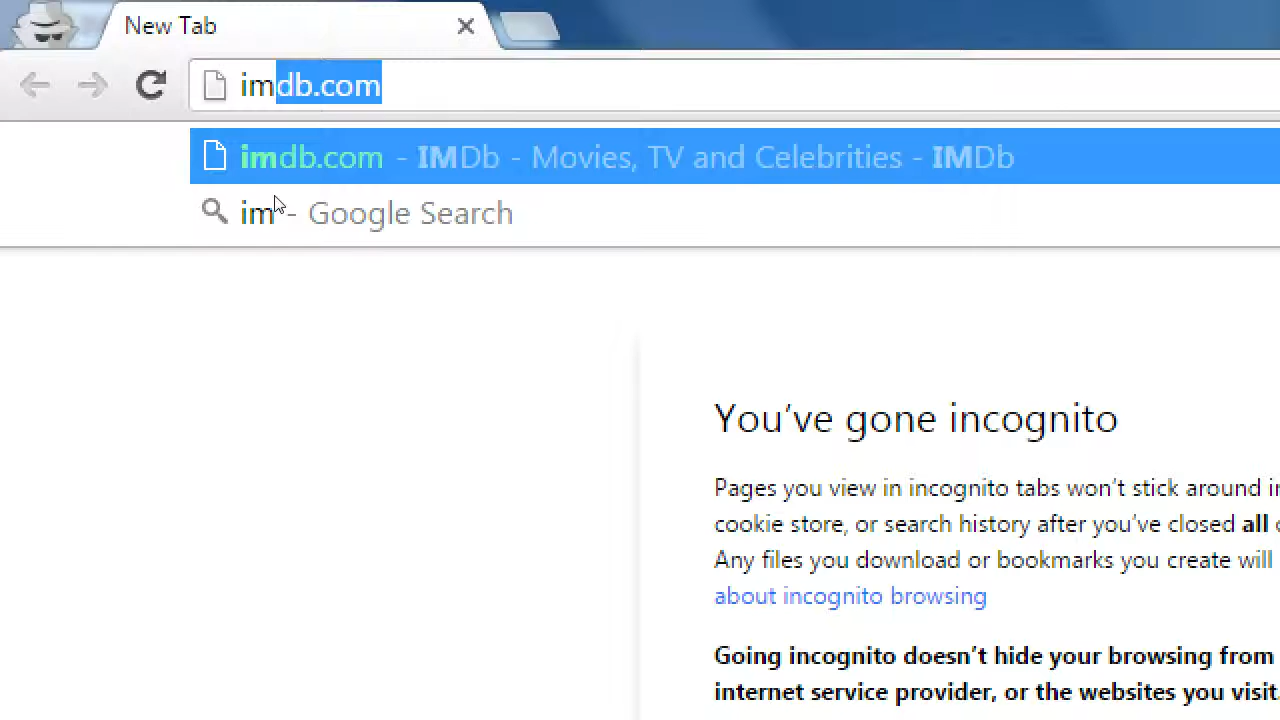 New Tab
imdb.com
imdb.com - IMDb - Movies, TV and Celebrities - IMDb
im - Google Search
You've gone incognito
Pages you view in incognito tabs won't stick around
cookie store, or search history after you've closed all
Any files you download or bookmarks you create will
about incognito browsing
Going incognito doesn't hide your browsing from
internet service provider, or the websites you visit.